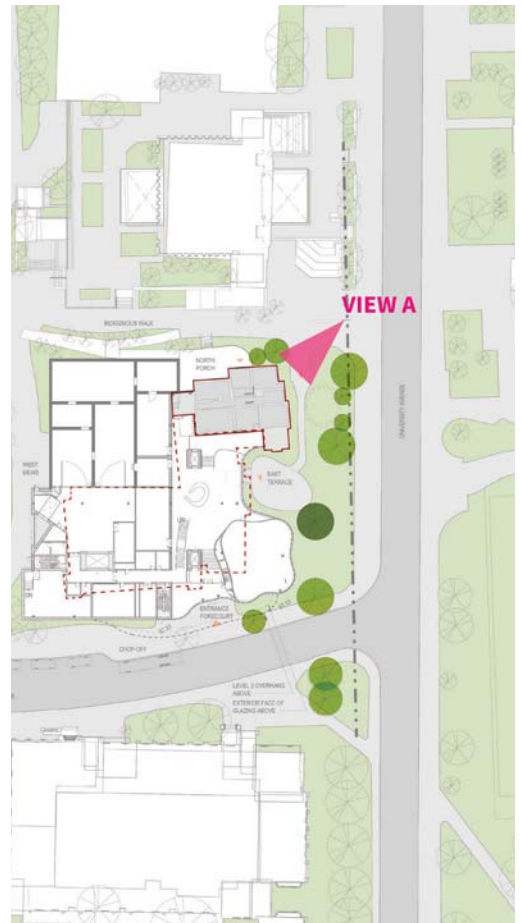 VIEW A
INDIGENOUS WALK
NORTH
PORCH
UNIVERSITY AVENUE
WEST
MEWS
EAST
TERRACE
ENTRANCE
FORECOURT
DROP-OFF
LEVEL 2 OVERHANG
ABOVE
EXTERIOR FACE OF
GLAZING ABOVE